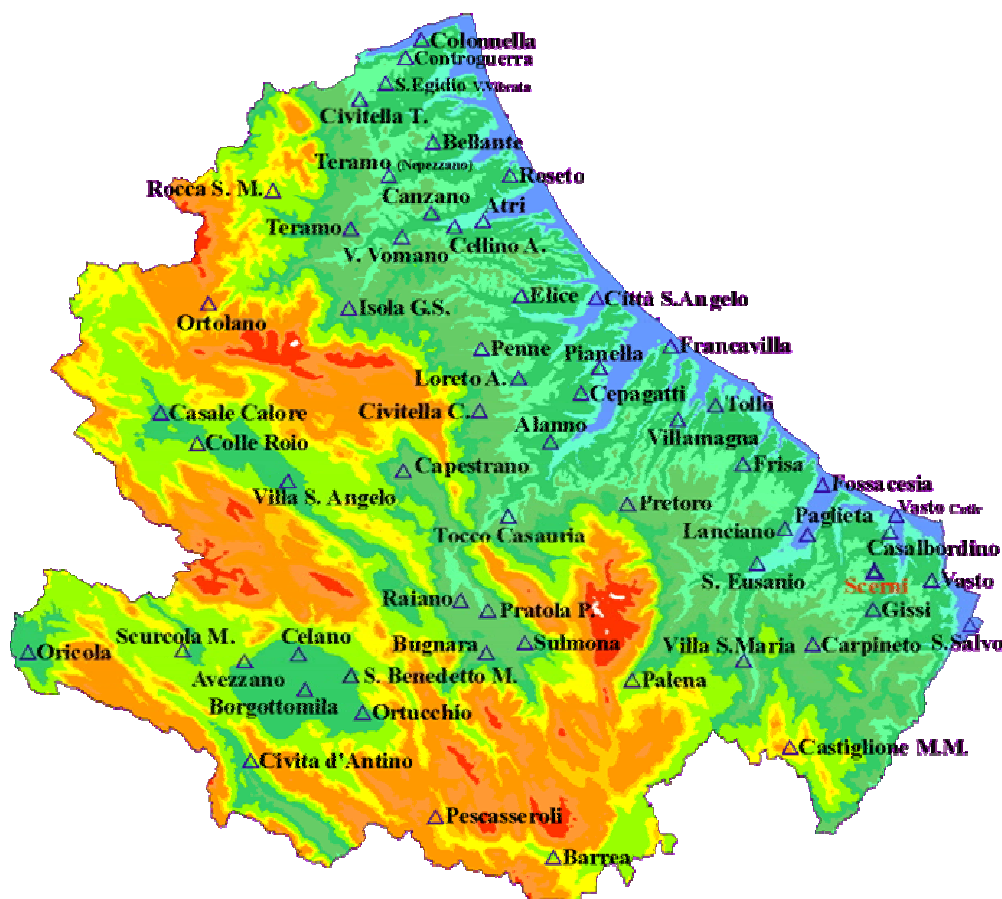 Colonnella
Controguerra
S.Egidio V.Vibrata
Civitella T.
Bellante
Teramo (Nepezzano)
Roseto
Rocca S. M.
Canzano
Atri
Teramo
Cellino A.
V. Vomano
Elice
Città S.Angelo
Isola G.S.
Ortolano
Francavilla
Penne
Pianella
Loreto A.
Cepagatti
Tollo
Casale Calore
Civitella C.
Alanno
Villamagna
Colle Roio
Frisa
Capestrano
Fossacesia
Villa S. Angelo
Pretoro
Vasto
Paglieta
Lanciano
Tocco Casauria
Casalbordino
S. Eusanio
Scerni
Vasto
Raiano
Pratola P.
Gissi
Scurcola M.
Celano
Bugnara
Sulmona
Villa S.Maria
Carpineto
S.Salvo
Oricola
Avezzano
S. Benedetto M.
Palena
Borgottomila
Ortucchio
Castiglione M.M.
Civita d'Antino
Pescasseroli
Barrea